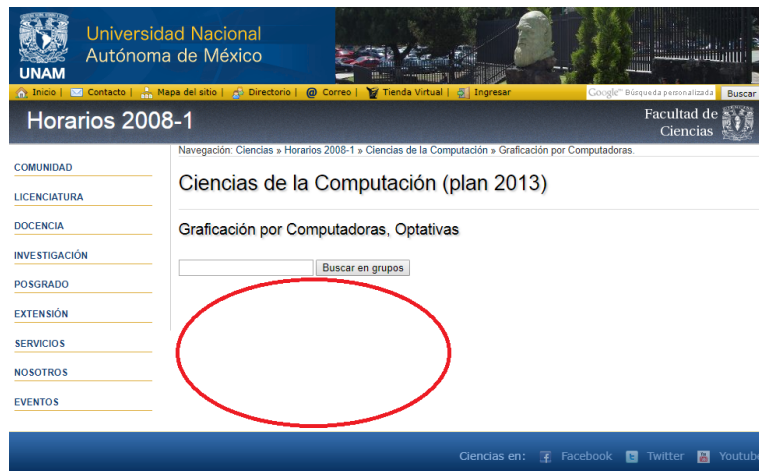 Universidad Nacional
Autónoma de México
UNAM
Inicio | Contacto | Mapa del sitio | Directorio | @ Correo | Tienda Virtual | Ingresar
Google™ Búsqueda personalizada Buscar
Horarios 2008-1
Facultad de
Ciencias
Navegación: Ciencias » Horarios 2008-1 » Ciencias de la Computación » Graficación por Computadoras.
COMUNIDAD
LICENCIATURA
DOCENCIA
INVESTIGACIÓN
POSGRADO
EXTENSIÓN
SERVICIOS
NOSOTROS
EVENTOS
Ciencias de la Computación (plan 2013)
Graficación por Computadoras, Optativas
Buscar en grupos
Ciencias en: Facebook Twitter Youtube